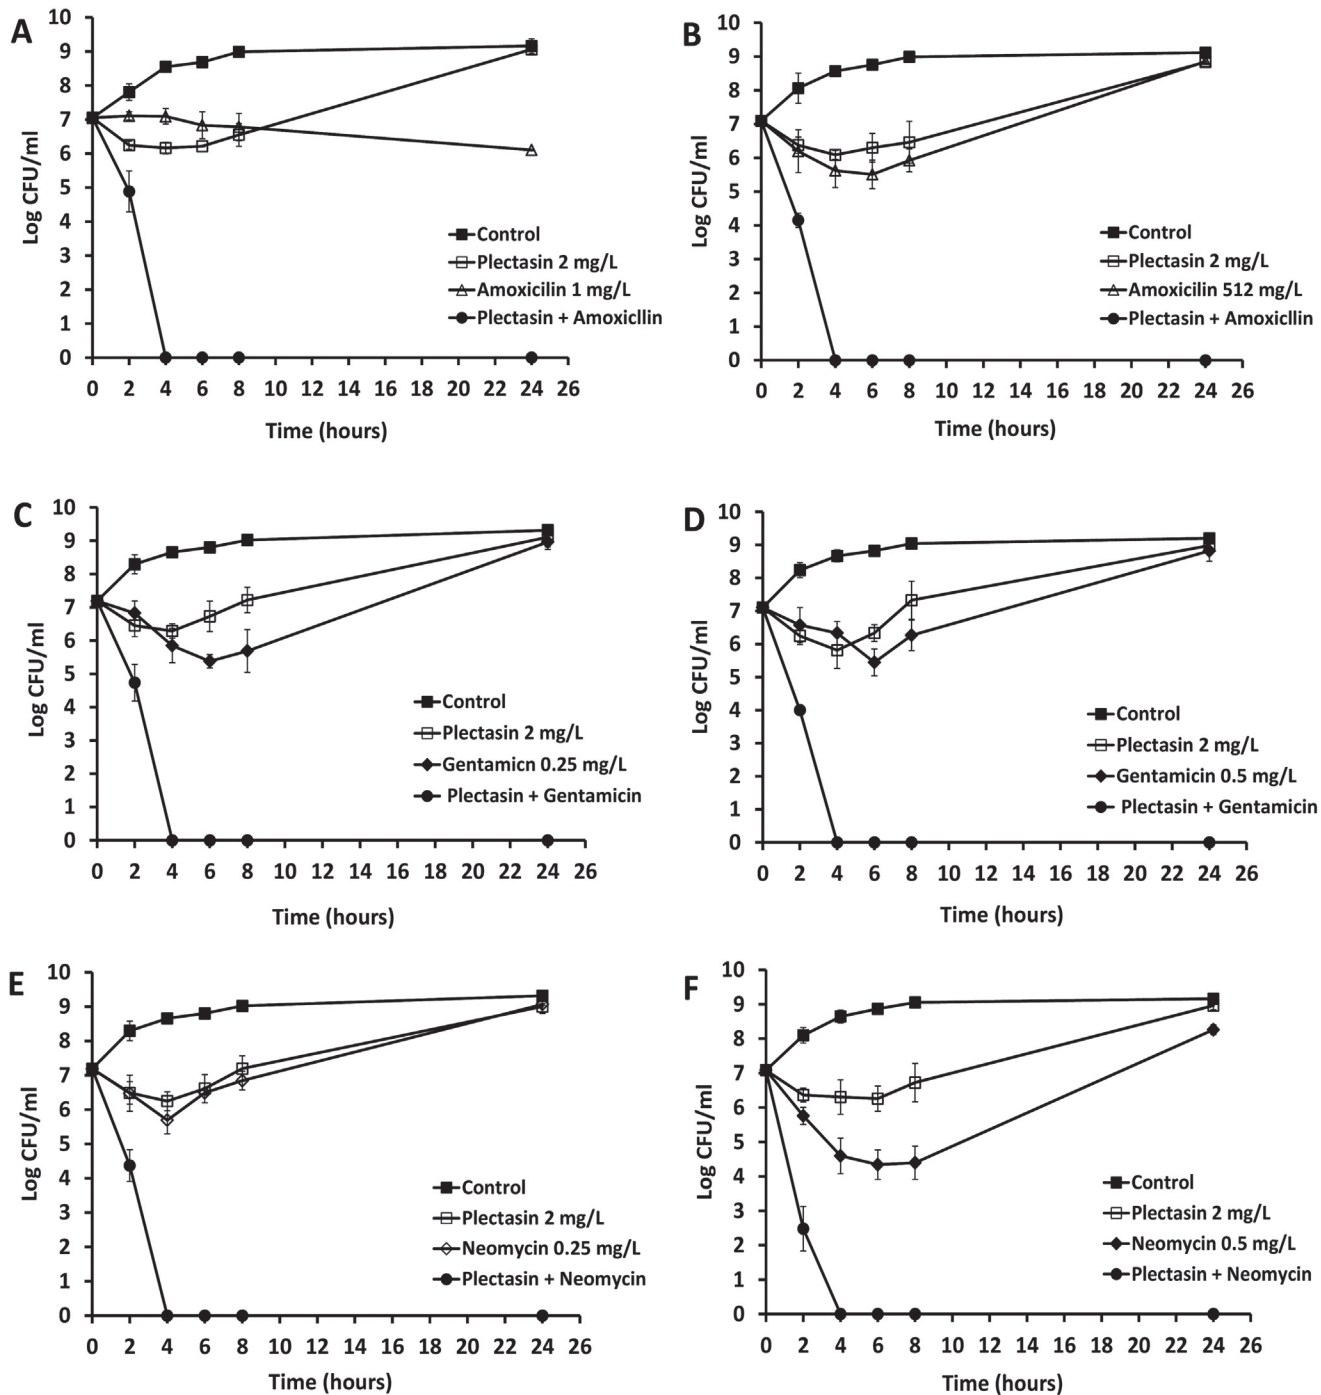 A
10
9
8
7
6
5
4
3
2
1
0
Log CFU/ml
Control
Plectasin 2 mg/L
Amoxicilin 1 mg/L
Plectasin + Amoxicllin
0 2 4 6 8 10 12 14 16 18 20 22 24 26
Time (hours)
B
10
9
8
7
6
5
4
3
2
1
0
Log CFU/ml
Control
Plectasin 2 mg/L
Amoxicilin 512 mg/L
Plectasin + Amoxicllin
0 2 4 6 8 10 12 14 16 18 20 22 24 26
Time (hours)
C
10
9
8
7
6
5
4
3
2
1
0
Log CFU/ml
Control
Plectasin 2 mg/L
Gentamicn 0.25 mg/L
Plectasin + Gentamicin
0 2 4 6 8 10 12 14 16 18 20 22 24 26
Time (hours)
D
10
9
8
7
6
5
4
3
2
1
0
Log CFU/ml
Control
Plectasin 2 mg/L
Gentamicin 0.5 mg/L
Plectasin + Gentamicin
0 2 4 6 8 10 12 14 16 18 20 22 24 26
Time (hours)
E
10
9
8
7
6
5
4
3
2
1
0
Log CFU/ml
Control
Plectasin 2 mg/L
Neomycin 0.25 mg/L
Plectasin + Neomycin
0 2 4 6 8 10 12 14 16 18 20 22 24 26
Time (hours)
F
10
9
8
7
6
5
4
3
2
1
0
Log CFU/ml
Control
Plectasin 2 mg/L
Neomycin 0.5 mg/L
Plectasin + Neomycin
0 2 4 6 8 10 12 14 16 18 20 22 24 26
Time (hours)